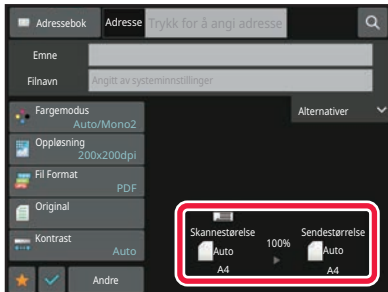 Adressebok
Adresse
Trykk for å angi adresse
Emne
Filnavn
Angitt av systeminnstillinger
Fargemodus
Auto/Mono2
Alternativer
Oppløsning
200x200dpi
Fil Format
PDF
Original
Kontrast
Auto
Skannestørelse
Auto
A4
100%
Sendestørrelse
Auto
A4
Andre